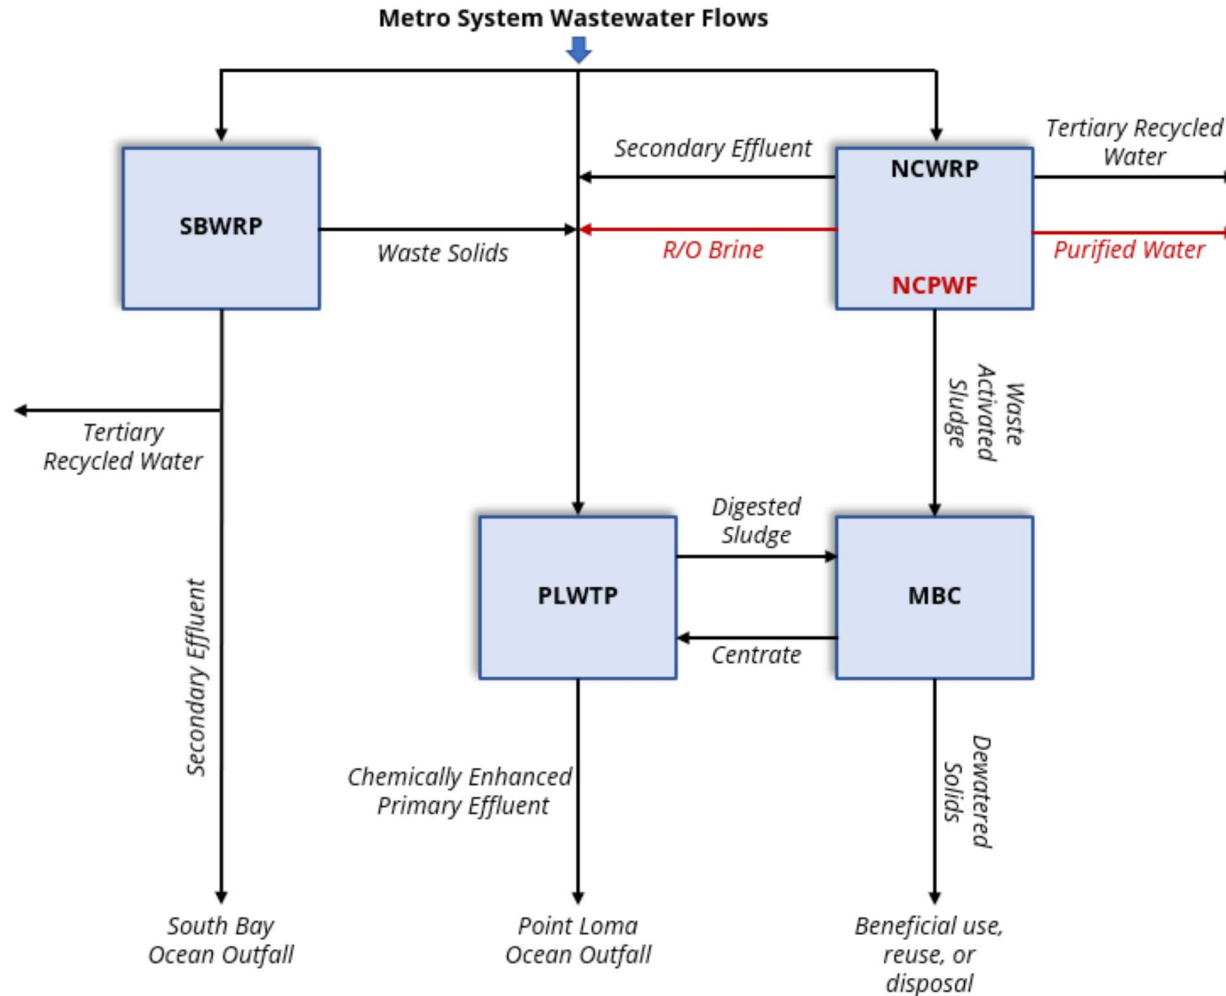 Metro System Wastewater Flows
Secondary Effluent
Tertiary Recycled
Water
NCWRP
SBWRP
Waste Solids
R/O Brine
Purified Water
NCPWF
Waste
Activated
Sludge
Tertiary
Recycled Water
Digested
Sludge
PLWTP
MBC
Centrate
Secondary Effluent
Chemically Enhanced
Primary Effluent
Dewatered
Solids
South Bay
Ocean Outfall
Point Loma
Ocean Outfall
Beneficial use,
reuse, or
disposal